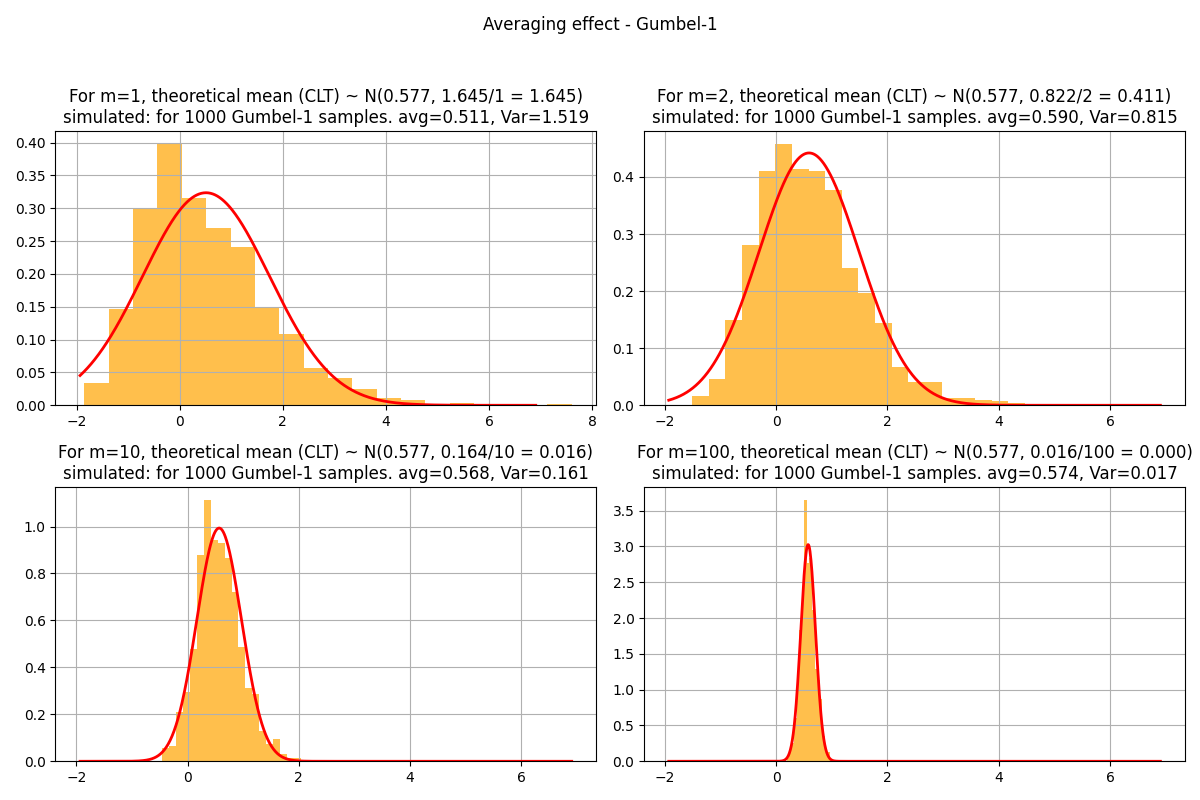 Averaging effect - Gumbel-1
For m=1, theoretical mean (CLT) ~ N(0.577, 1.645/1 = 1.645)
simulated: for 1000 Gumbel-1 samples. avg=0.511, Var=1.519
0.40
0.35
0.30
0.25
0.20
0.15
0.10
0.05
0.00
−2 0 2 4 6 8
For m=2, theoretical mean (CLT) ~ N(0.577, 0.822/2 = 0.411)
simulated: for 1000 Gumbel-1 samples. avg=0.590, Var=0.815
0.4
0.3
0.2
0.1
0.0
−2 0 2 4 6
For m=10, theoretical mean (CLT) ~ N(0.577, 0.164/10 = 0.016)
simulated: for 1000 Gumbel-1 samples. avg=0.568, Var=0.161
1.0
0.8
0.6
0.4
0.2
0.0
−2 0 2 4 6
For m=100, theoretical mean (CLT) ~ N(0.577, 0.016/100 = 0.000)
simulated: for 1000 Gumbel-1 samples. avg=0.574, Var=0.017
3.5
3.0
2.5
2.0
1.5
1.0
0.5
0.0
−2 0 2 4 6